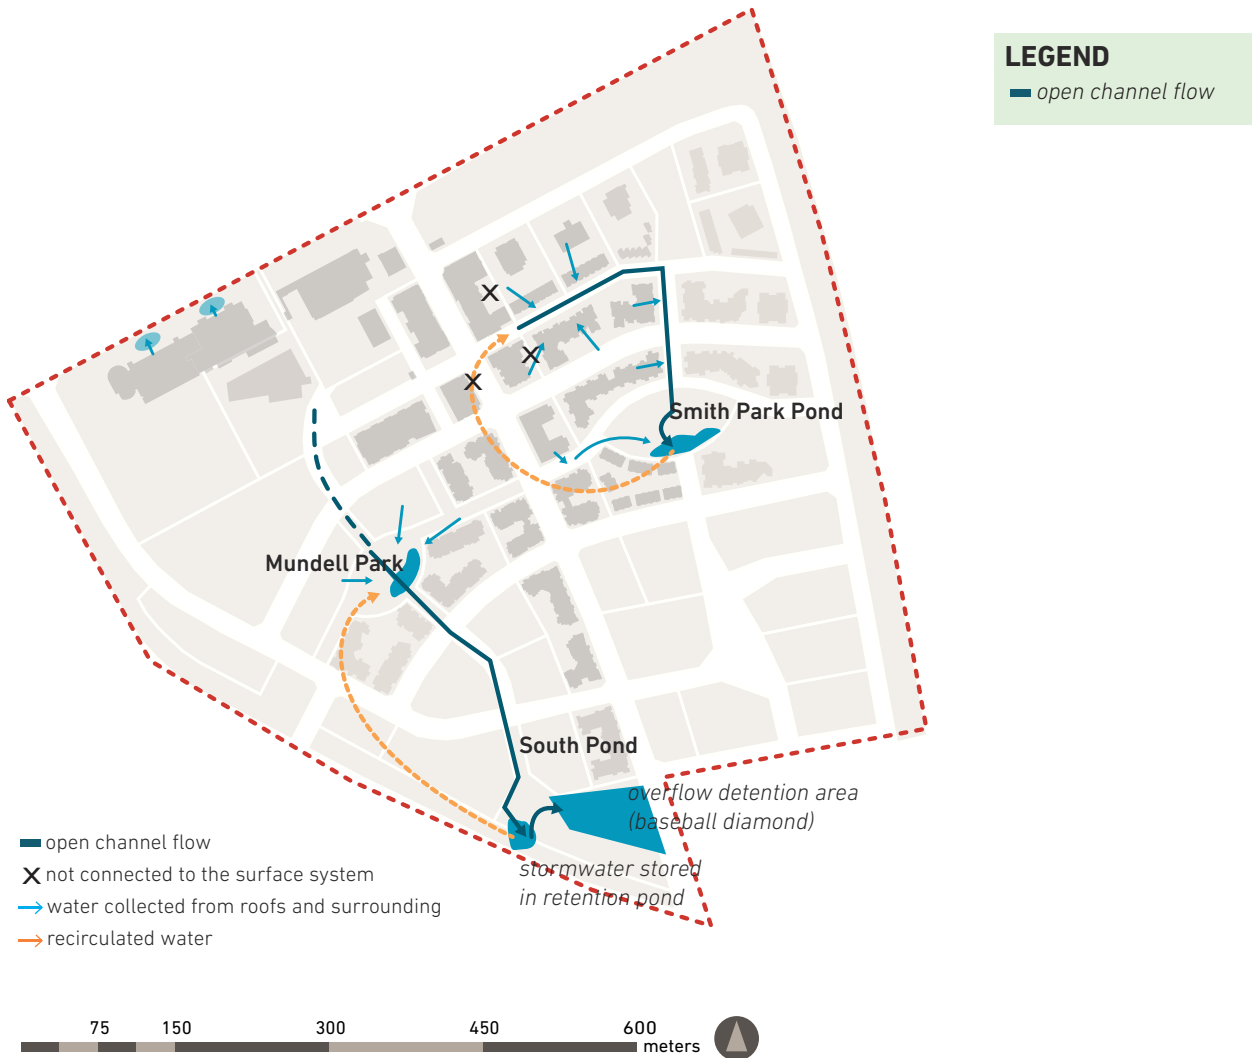 LEGEND
open channel flow
Smith Park Pond
Mundell Park
South Pond
overflow detention area
(baseball diamond)
stormwater stored
in retention pond
open channel flow
X not connected to the surface system
water collected from roofs and surrounding
recirculated water
75 150 300 450 600
meters